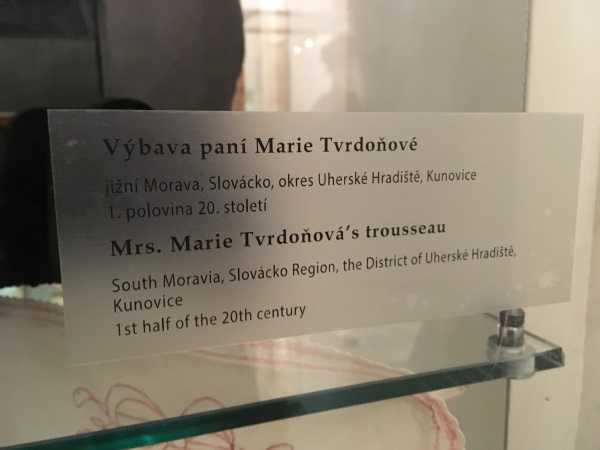 Výbava paní Marie Tvrdoňové
jižní Morava, Slovácko, okres Uherské Hradiště, Kunovice
1. polovina 20. století
Mrs. Marie Tvrdoňová's trousseau
South Moravia, Slovácko Region, the District of Uherské Hradiště,
Kunovice
1st half of the 20th century